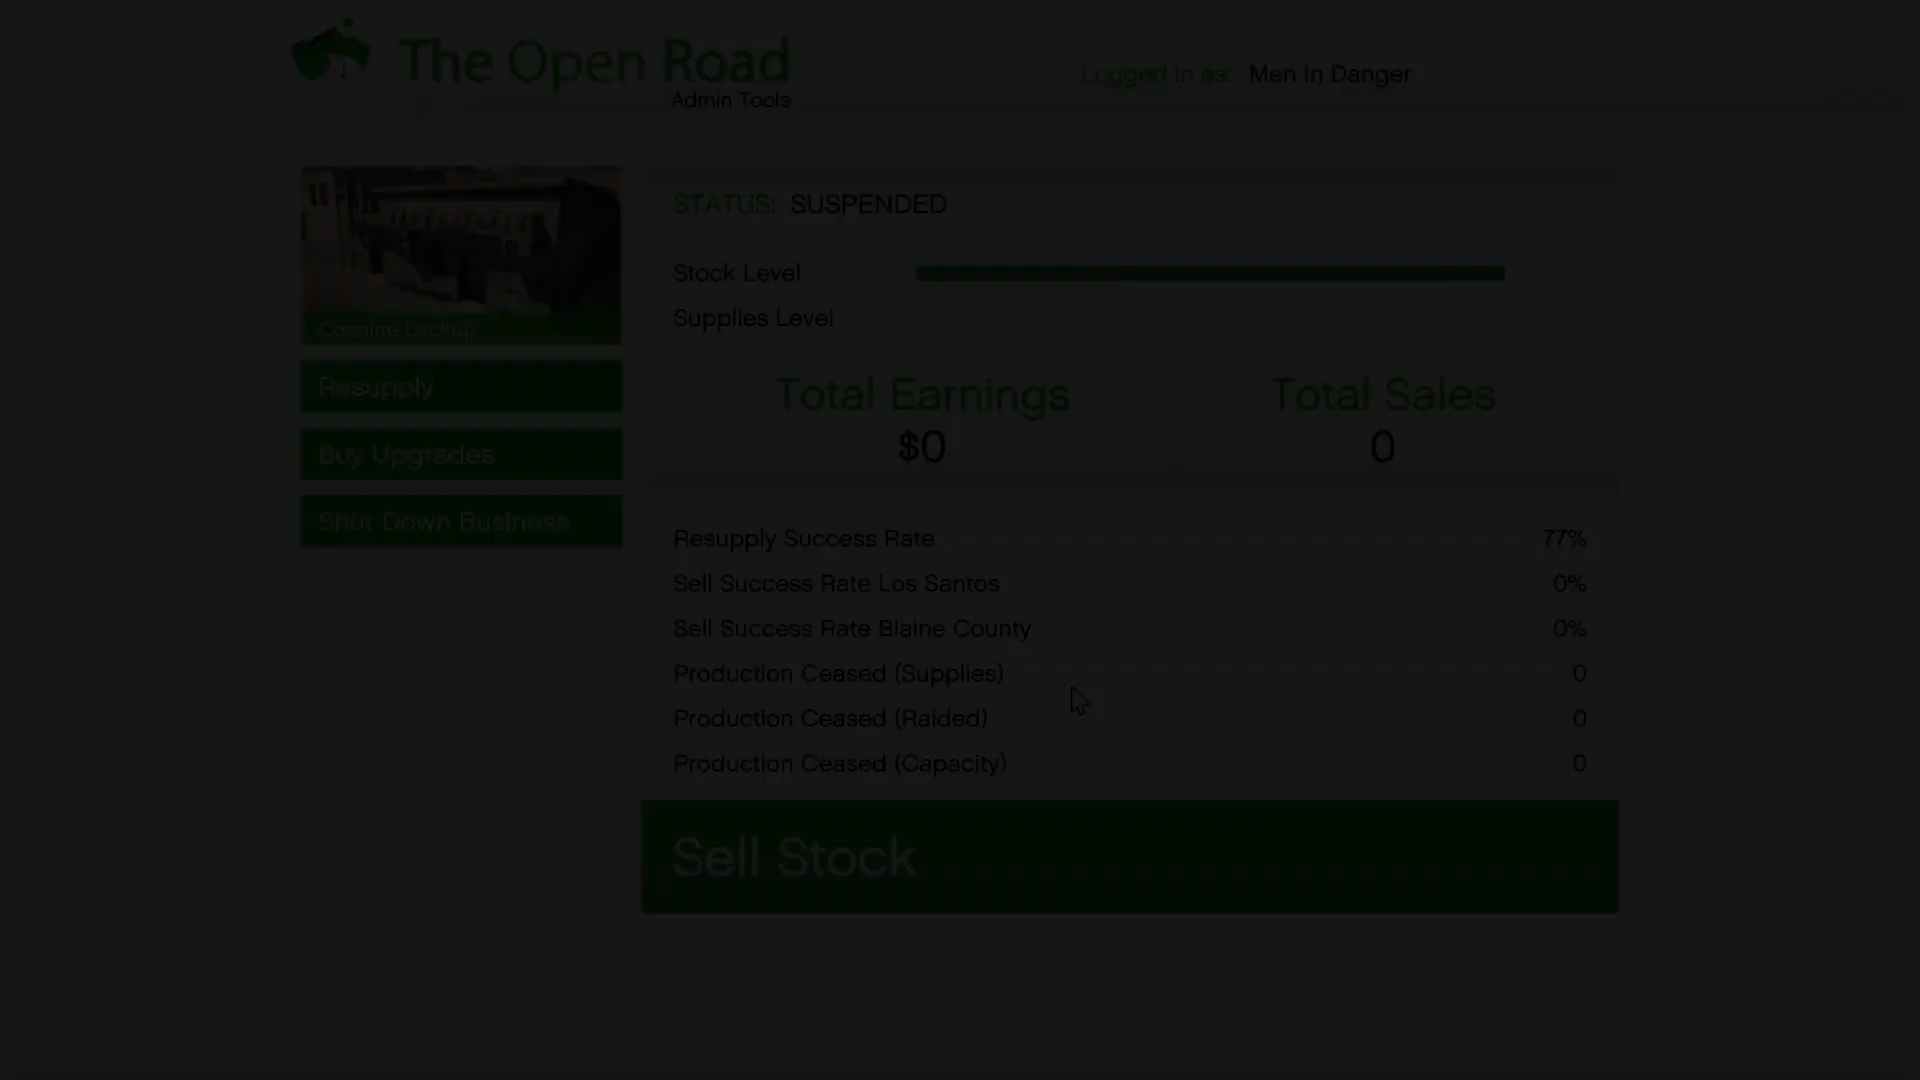 The Open Road
Admin Tools
Logged in as: Men In Danger
Cocaine Lockup
Resupply
Buy Upgrades
Shut Down Business
STATUS: SUSPENDED
Stock Level
Supplies Level
Total Earnings
$0
Total Sales
0
Resupply Success Rate 77%
Sell Success Rate Los Santos 0%
Sell Success Rate Blaine County 0%
Production Ceased (Supplies) 0
Production Ceased (Raided) 0
Production Ceased (Capacity) 0
Sell Stock